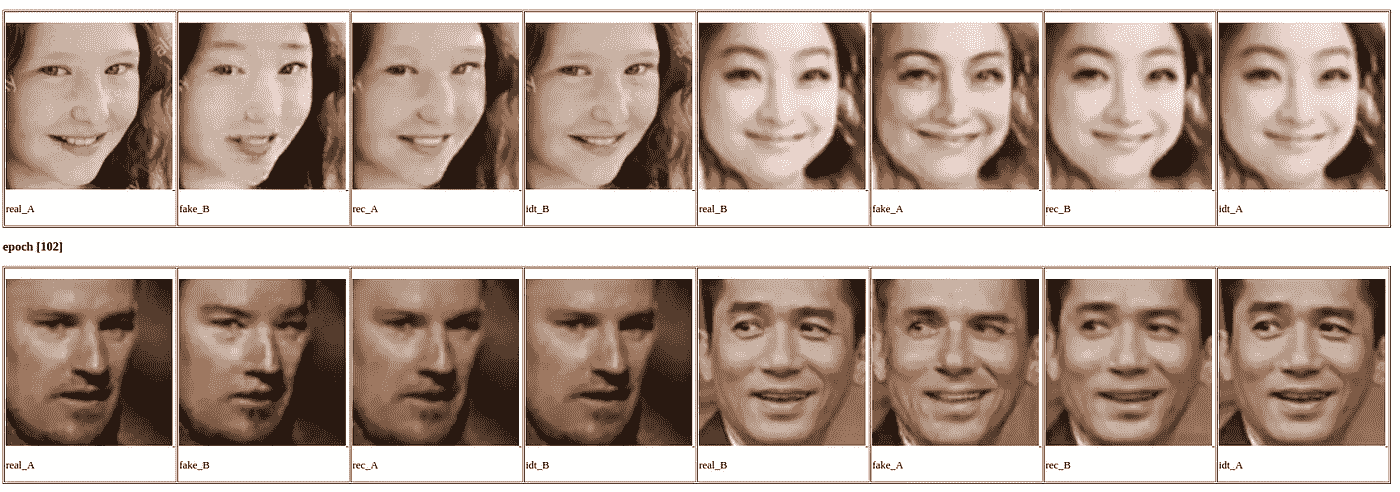 real_A fake_B rec_A idt_B real_B fake_A rec_B idt_A
epoch [102]
real_A fake_B rec_A idt_B real_B fake_A rec_B idt_A